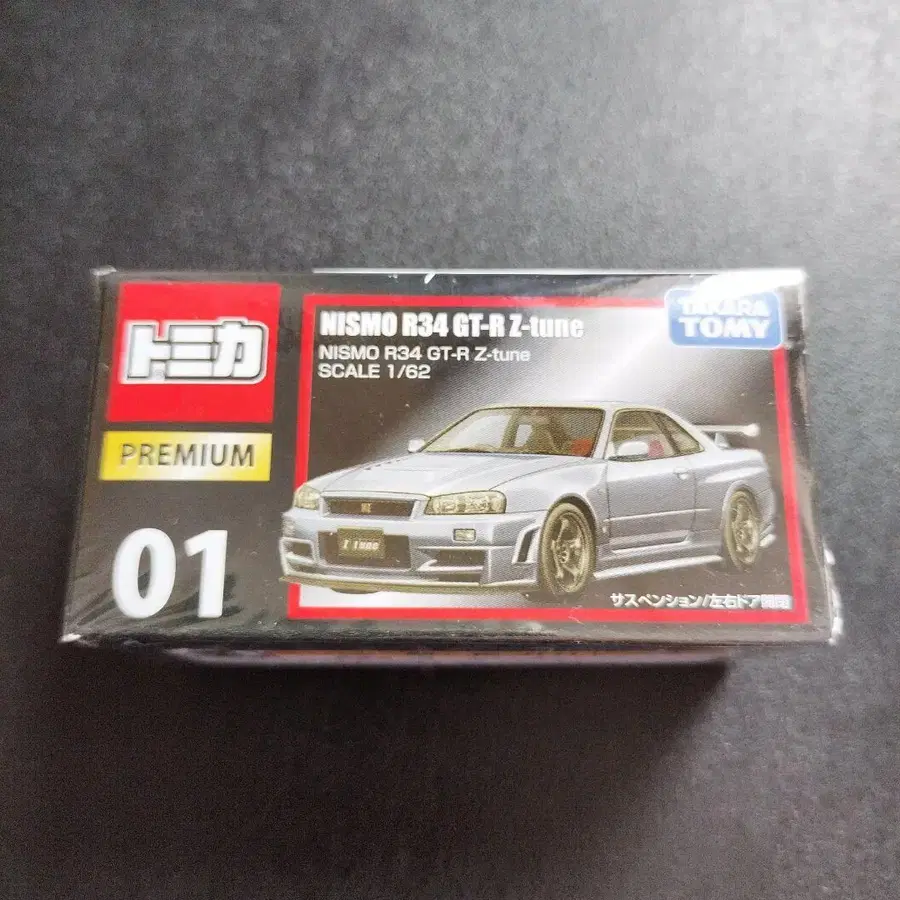 トミカ
PREMIUM
01
NISMO R34 GT-R Z-tune
NISMO R34 GT-R Z-tune
SCALE 1/62
TAKARA
TOMY
Z tune
サスペンション/左右ドア開閉